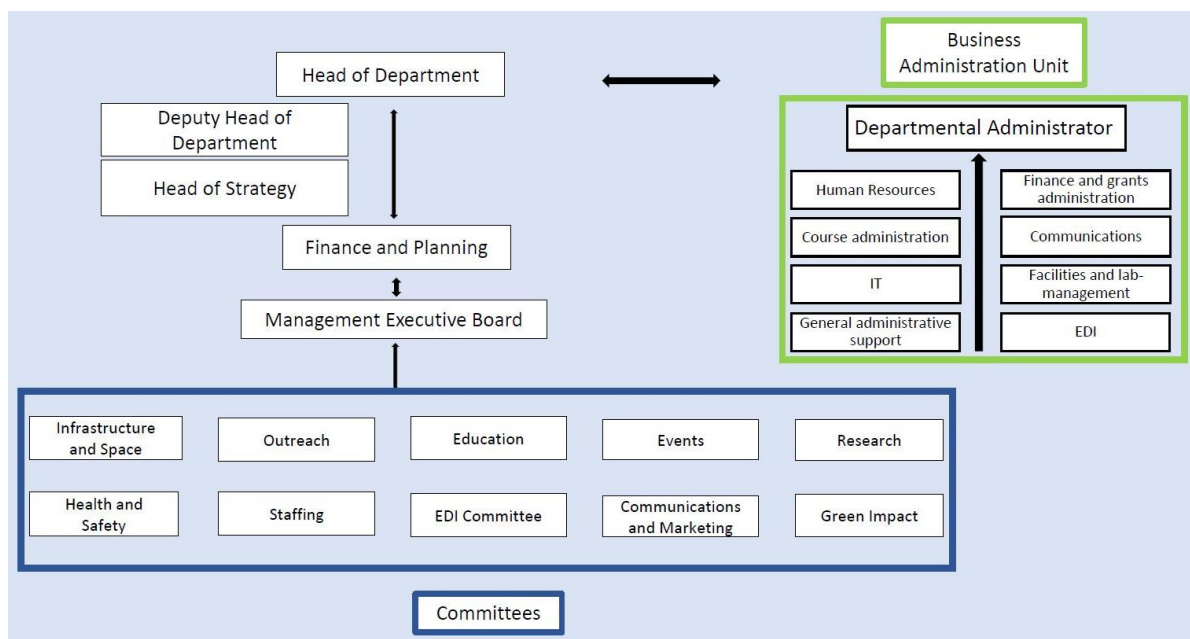 Head of Department
Deputy Head of
Department
Head of Strategy
Finance and Planning
Management Executive Board
Business
Administration Unit
Departmental Administrator
Human Resources
Finance and grants
administration
Course administration
Communications
IT
Facilities and lab-
management
General administrative
support
EDI
Infrastructure
and Space
Outreach
Education
Events
Research
Health and
Safety
Staffing
EDI Committee
Communications
and Marketing
Green Impact
Committees